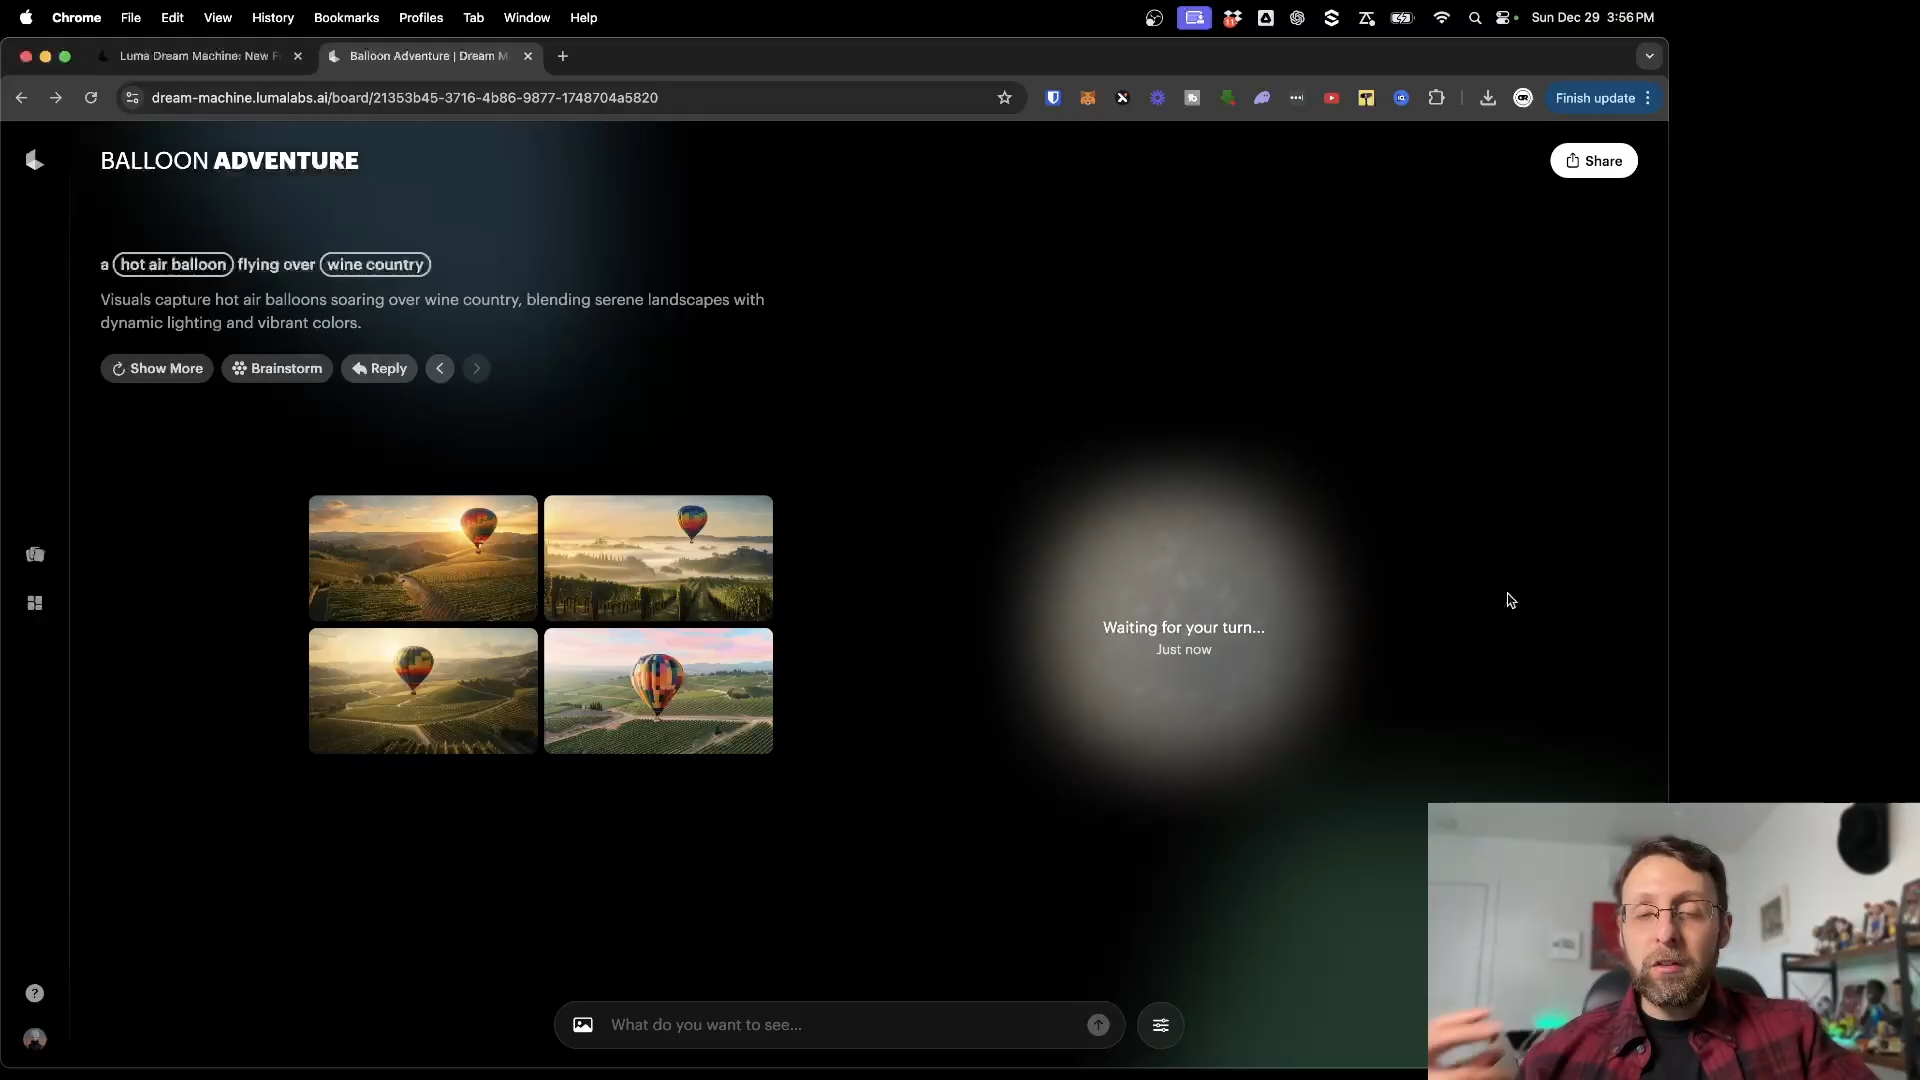 Chrome File Edit View History Bookmarks Profiles Tab Window Help
11
Sun Dec 29 3:56 PM
Luma Dream Machine: New F
Balloon Adventure | Dream M
dream-machine.lumalabs.ai/board/21353b45-3716-4b86-9877-1748704a5820
Finish update
BALLOON ADVENTURE
Share
a hot air balloon flying over wine country
Visuals capture hot air balloons soaring over wine country, blending serene landscapes with
dynamic lighting and vibrant colors.
Show More Brainstorm Reply
Waiting for your turn...
Just now
What do you want to see...